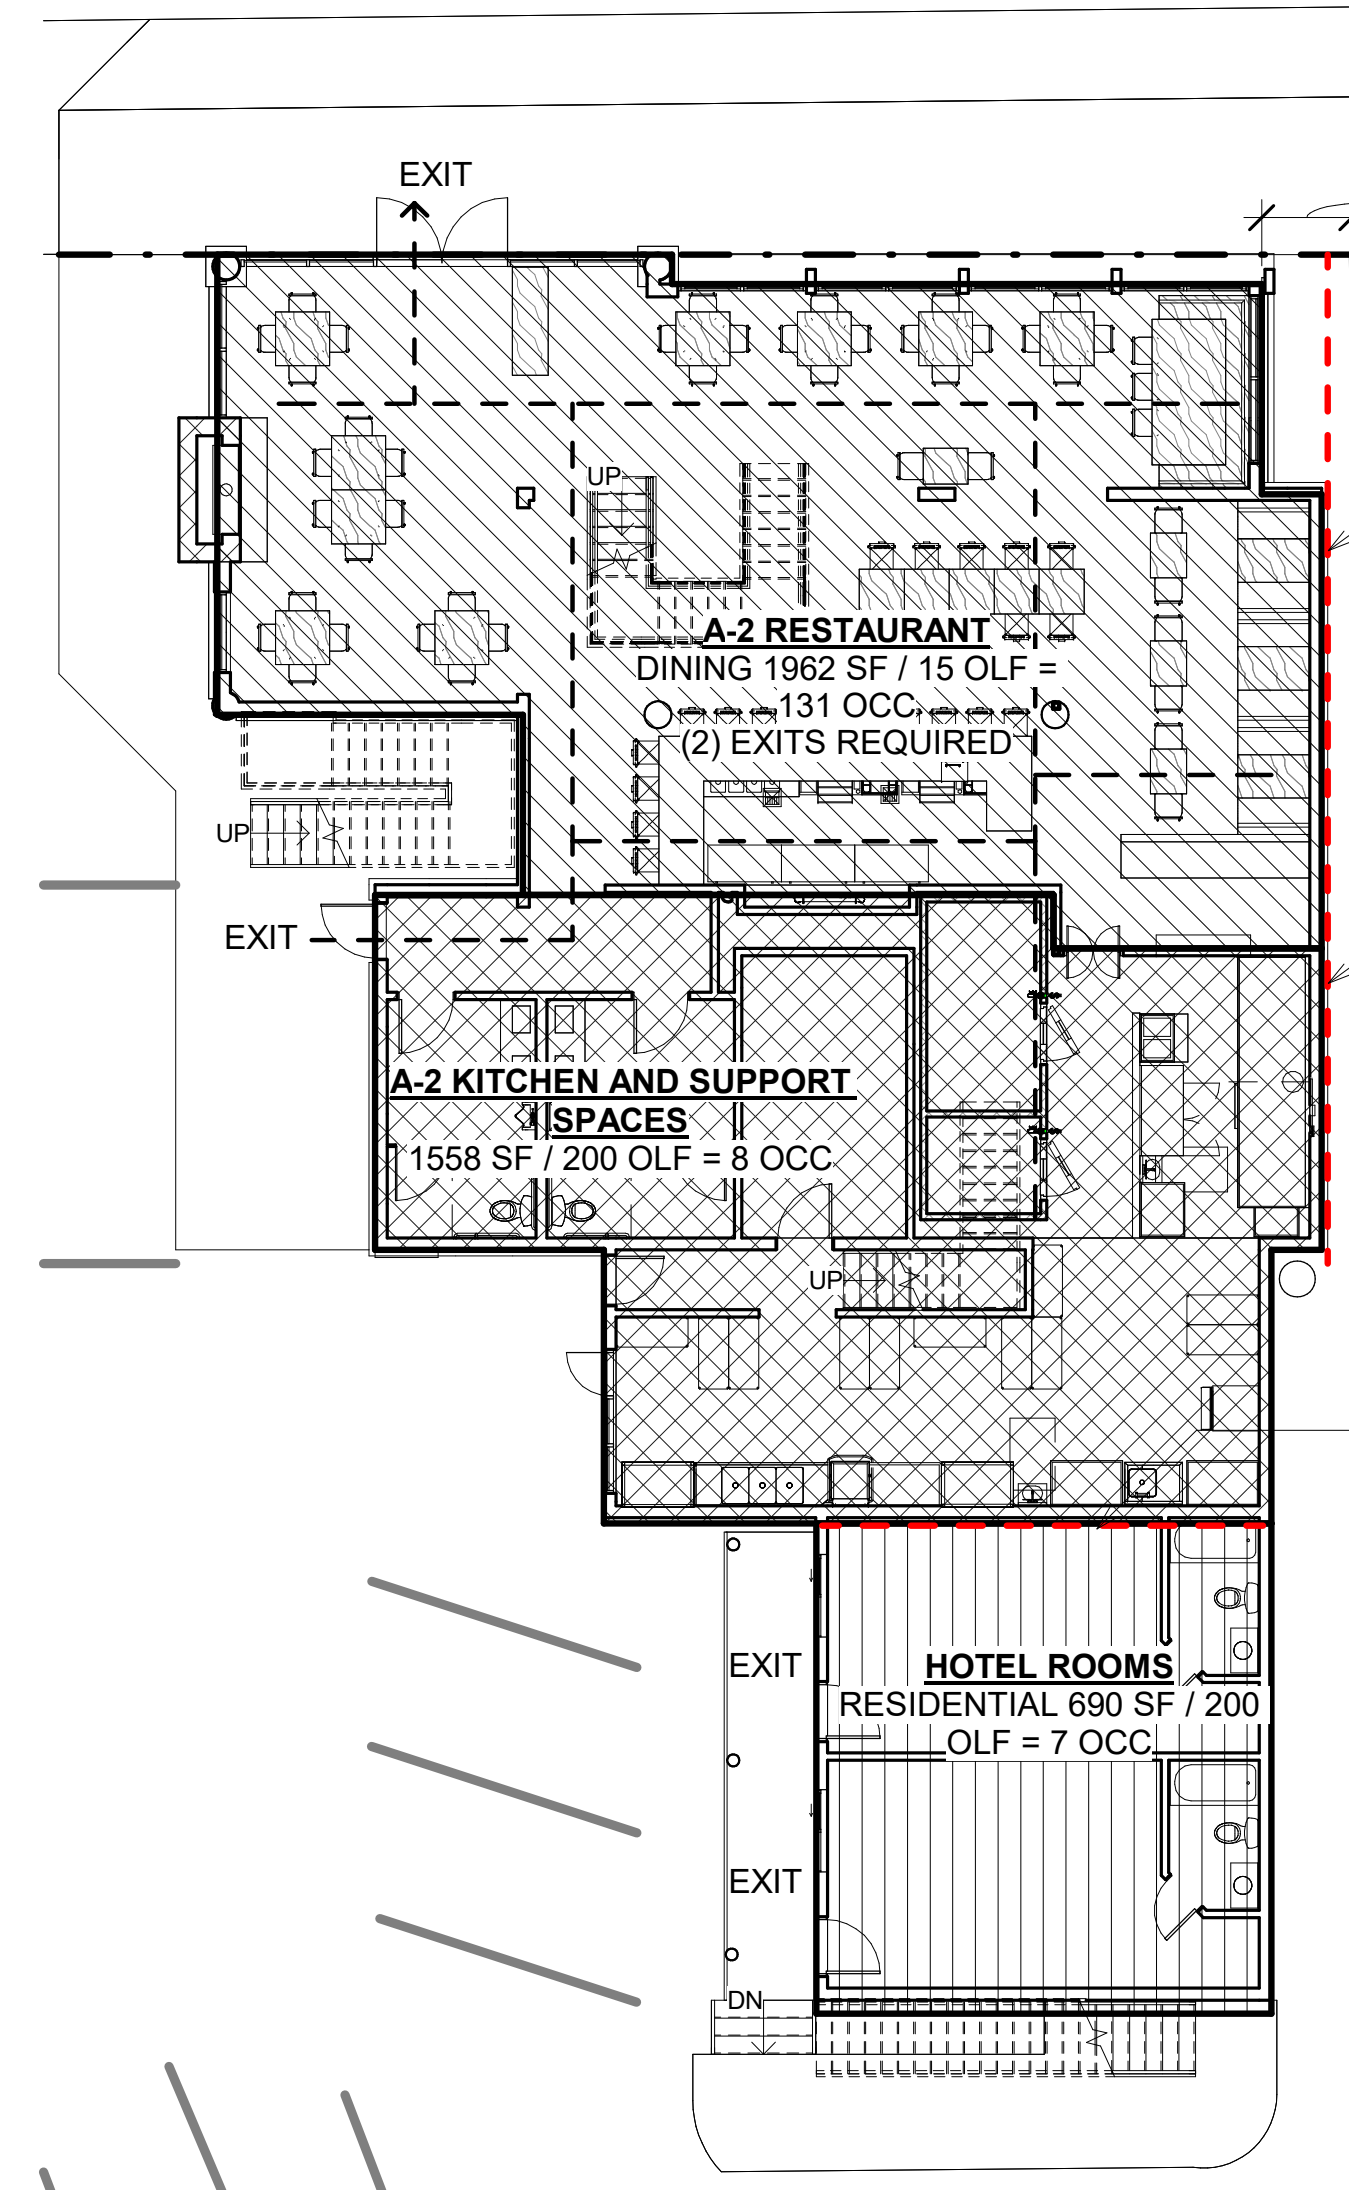 EXIT
UP
A-2 RESTAURANT
DINING 1962 SF / 15 OLF =
131 OCC
(2) EXITS REQUIRED
UP
EXIT
A-2 KITCHEN AND SUPPORT
SPACES
1558 SF / 200 OLF = 8 OCC
UP
EXIT
HOTEL ROOMS
RESIDENTIAL 690 SF / 200
OLF = 7 OCC
EXIT
DN